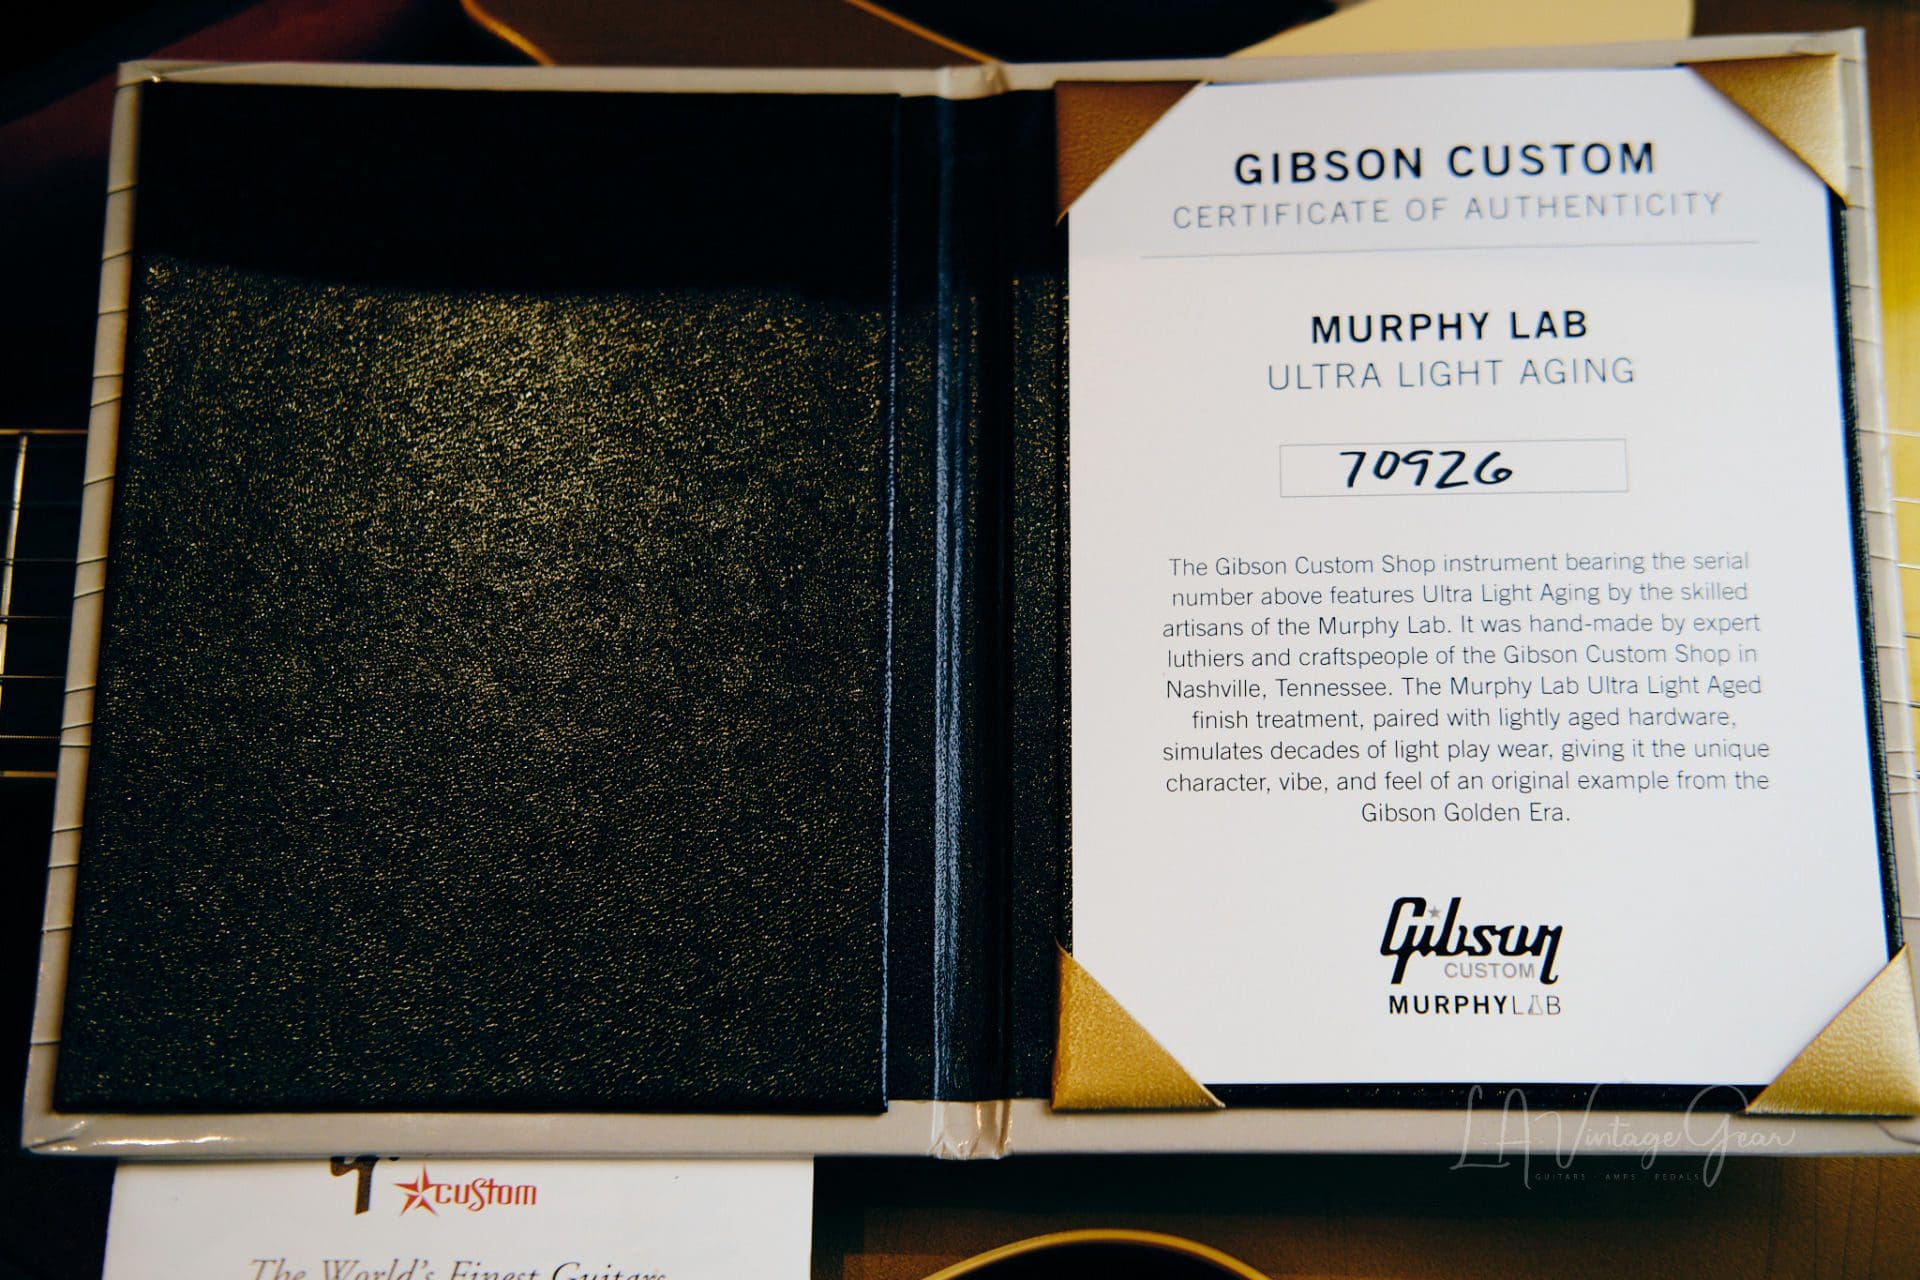 GIBSON CUSTOM
CERTIFICATE OF AUTHENTICITY
MURPHY LAB
ULTRA LIGHT AGING
70926
The Gibson Custom Shop instrument bearing the serial
number above features Ultra Light Aging by the skilled
artisans of the Murphy Lab. It was hand-made by expert
luthiers and craftspeople of the Gibson Custom Shop in
Nashville, Tennessee. The Murphy Lab Ultra Light Aged
finish treatment, paired with lightly aged hardware,
simulates decades of light play wear, giving it the unique
character, vibe, and feel of an original example from the
Gibson Golden Era.
Gibson
CUSTOM
MURPHYLAB
L.A. Vintage Gear
GUITARS · AMPS · PEDALS
custom
The World's Finest Guitars